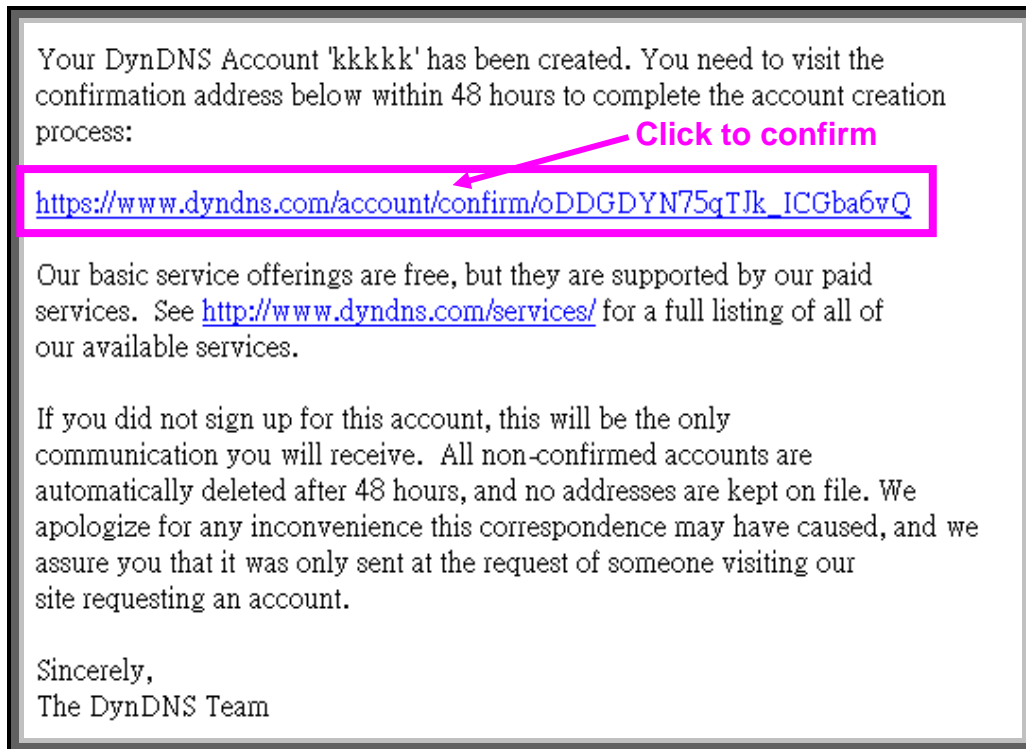 Your DynDNS Account 'kkkkk' has been created. You need to visit the
confirmation address below within 48 hours to complete the account creation
process:
Click to confirm
https://www.dyndns.com/account/confirm/oDDGDYN75qTJk_ICGba6vQ
Our basic service offerings are free, but they are supported by our paid
services.  See http://www.dyndns.com/services/ for a full listing of all of
our available services.
If you did not sign up for this account, this will be the only
communication you will receive.  All non-confirmed accounts are
automatically deleted after 48 hours, and no addresses are kept on file. We
apologize for any inconvenience this correspondence may have caused, and we
assure you that it was only sent at the request of someone visiting our
site requesting an account.
Sincerely,
The DynDNS Team